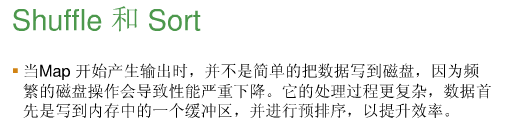 Shuffle 和 Sort
当Map 开始产生输出时，并不是简单的把数据写到磁盘，因为频
繁的磁盘操作会导致性能严重下降。它的处理过程更复杂，数据首
先是写到内存中的一个缓冲区，并进行预排序，以提升效率。